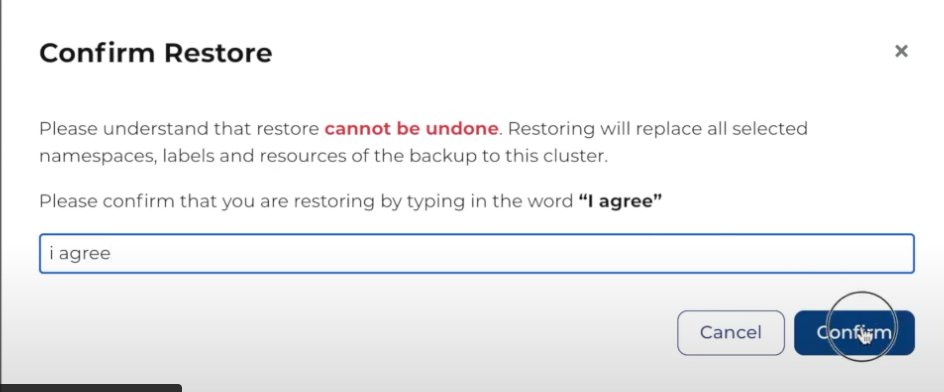 Confirm Restore
×
Please understand that restore cannot be undone. Restoring will replace all selected
namespaces, labels and resources of the backup to this cluster.
Please confirm that you are restoring by typing in the word “I agree”
i agree
Cancel Confirm